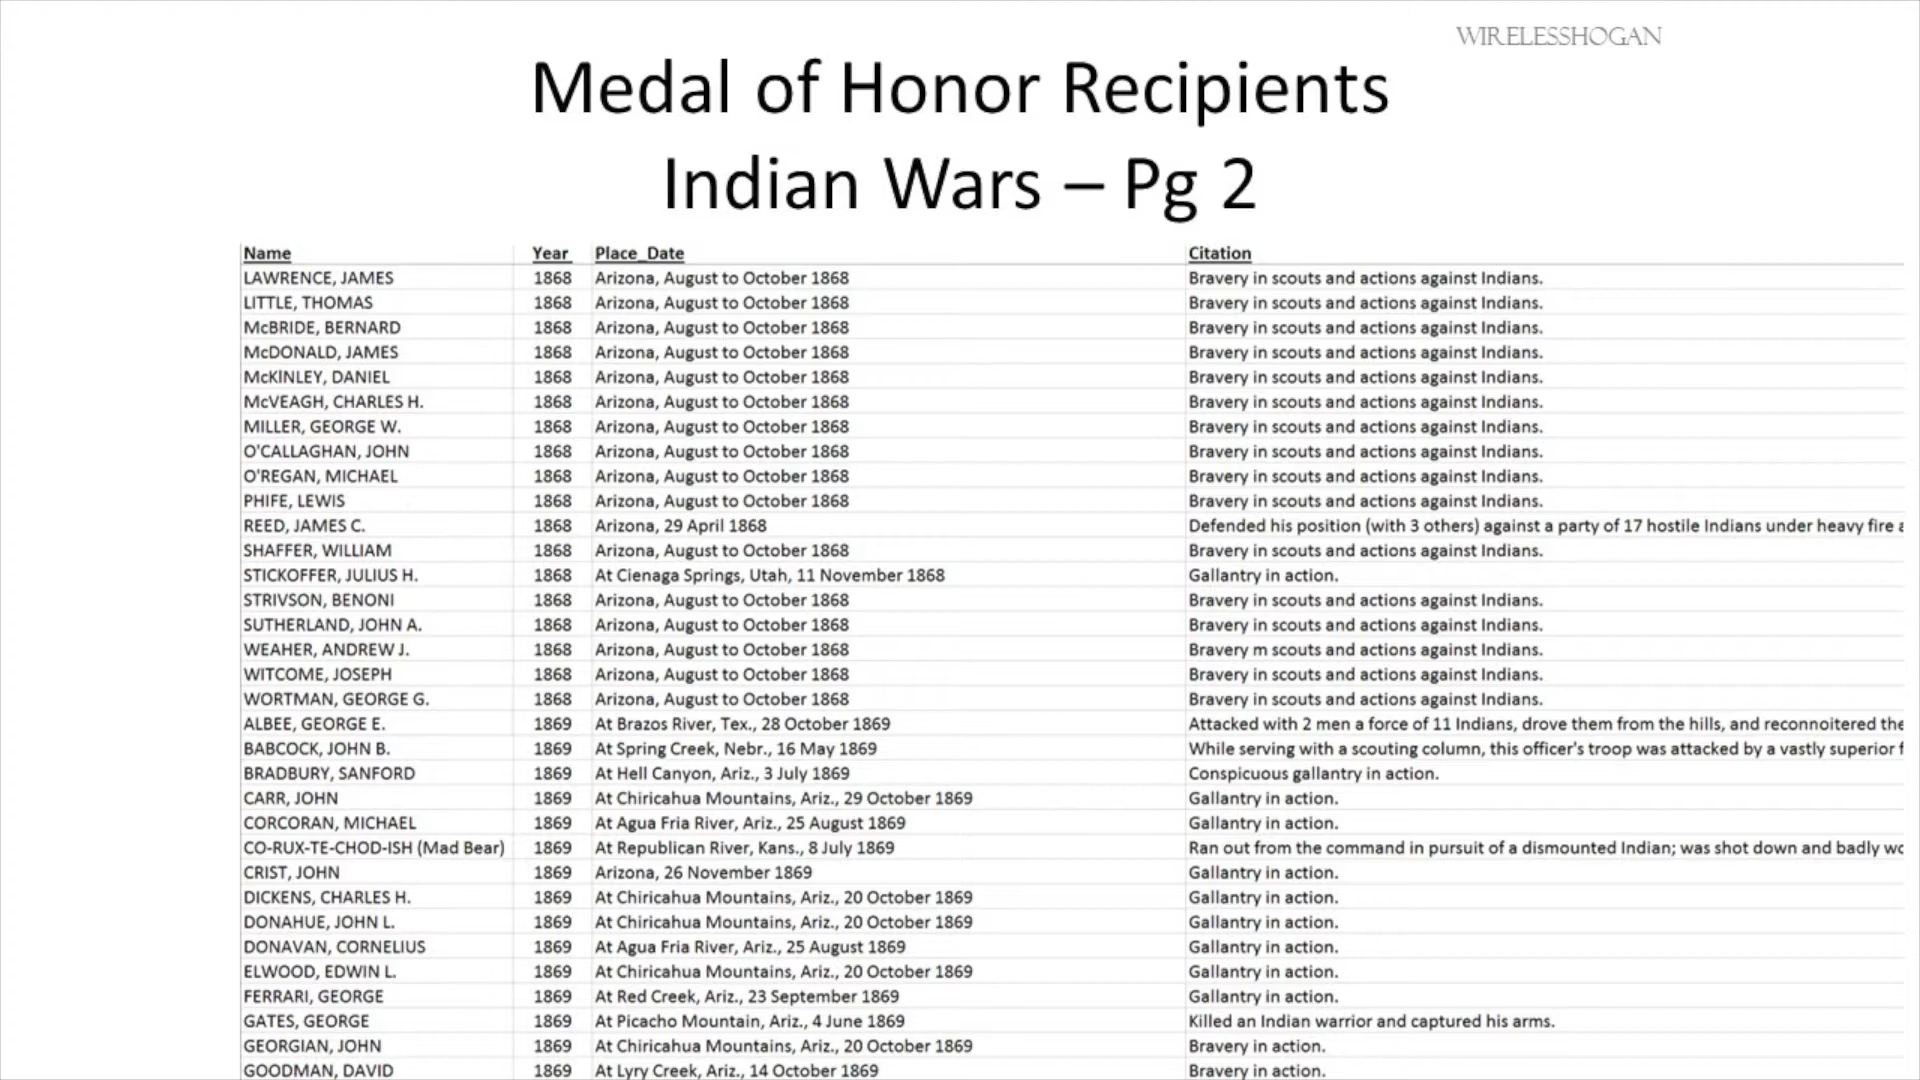 WIRELESSHOGAN
Medal of Honor Recipients
Indian Wars – Pg 2
Name Year Place_Date Citation
LAWRENCE, JAMES 1868 Arizona, August to October 1868 Bravery in scouts and actions against Indians.
LITTLE, THOMAS 1868 Arizona, August to October 1868 Bravery in scouts and actions against Indians.
McBRIDE, BERNARD 1868 Arizona, August to October 1868 Bravery in scouts and actions against Indians.
McDONALD, JAMES 1868 Arizona, August to October 1868 Bravery in scouts and actions against Indians.
McKINLEY, DANIEL 1868 Arizona, August to October 1868 Bravery in scouts and actions against Indians.
McVEAGH, CHARLES H. 1868 Arizona, August to October 1868 Bravery in scouts and actions against Indians.
MILLER, GEORGE W. 1868 Arizona, August to October 1868 Bravery in scouts and actions against Indians.
O'CALLAGHAN, JOHN 1868 Arizona, August to October 1868 Bravery in scouts and actions against Indians.
O'REGAN, MICHAEL 1868 Arizona, August to October 1868 Bravery in scouts and actions against Indians.
PHIFE, LEWIS 1868 Arizona, August to October 1868 Bravery in scouts and actions against Indians.
REED, JAMES C. 1868 Arizona, 29 April 1868 Defended his position (with 3 others) against a party of 17 hostile Indians under heavy fire a
SHAFFER, WILLIAM 1868 Arizona, August to October 1868 Bravery in scouts and actions against Indians.
STICKOFFER, JULIUS H. 1868 At Cienaga Springs, Utah, 11 November 1868 Gallantry in action.
STRIVSON, BENONI 1868 Arizona, August to October 1868 Bravery in scouts and actions against Indians.
SUTHERLAND, JOHN A. 1868 Arizona, August to October 1868 Bravery in scouts and actions against Indians.
WEAHER, ANDREW J. 1868 Arizona, August to October 1868 Bravery m scouts and actions against Indians.
WITCOME, JOSEPH 1868 Arizona, August to October 1868 Bravery in scouts and actions against Indians.
WORTMAN, GEORGE G. 1868 Arizona, August to October 1868 Bravery in scouts and actions against Indians.
ALBEE, GEORGE E. 1869 At Brazos River, Tex., 28 October 1869 Attacked with 2 men a force of 11 Indians, drove them from the hills, and reconnoitered the
BABCOCK, JOHN B. 1869 At Spring Creek, Nebr., 16 May 1869 While serving with a scouting column, this officer's troop was attacked by a vastly superior f
BRADBURY, SANFORD 1869 At Hell Canyon, Ariz., 3 July 1869 Conspicuous gallantry in action.
CARR, JOHN 1869 At Chiricahua Mountains, Ariz., 29 October 1869 Gallantry in action.
CORCORAN, MICHAEL 1869 At Agua Fria River, Ariz., 25 August 1869 Gallantry in action.
CO-RUX-TE-CHOD-ISH (Mad Bear) 1869 At Republican River, Kans., 8 July 1869 Ran out from the command in pursuit of a dismounted Indian; was shot down and badly wo
CRIST, JOHN 1869 Arizona, 26 November 1869 Gallantry in action.
DICKENS, CHARLES H. 1869 At Chiricahua Mountains, Ariz., 20 October 1869 Gallantry in action.
DONAHUE, JOHN L. 1869 At Chiricahua Mountains, Ariz., 20 October 1869 Gallantry in action.
DONAVAN, CORNELIUS 1869 At Agua Fria River, Ariz., 25 August 1869 Gallantry in action.
ELWOOD, EDWIN L. 1869 At Chiricahua Mountains, Ariz., 20 October 1869 Gallantry in action.
FERRARI, GEORGE 1869 At Red Creek, Ariz., 23 September 1869 Gallantry in action.
GATES, GEORGE 1869 At Picacho Mountain, Ariz., 4 June 1869 Killed an Indian warrior and captured his arms.
GEORGIAN, JOHN 1869 At Chiricahua Mountains, Ariz., 20 October 1869 Bravery in action.
GOODMAN, DAVID 1869 At Lyry Creek, Ariz., 14 October 1869 Bravery in action.